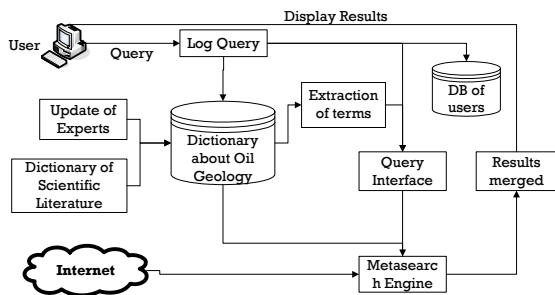 Display Results
User
Query
Log Query
DB of
users
Update of
Experts
Dictionary
about Oil
Geology
Extraction
of terms
Dictionary of
Scientific
Literature
Query
Interface
Results
merged
Internet
Metasearc
h Engine